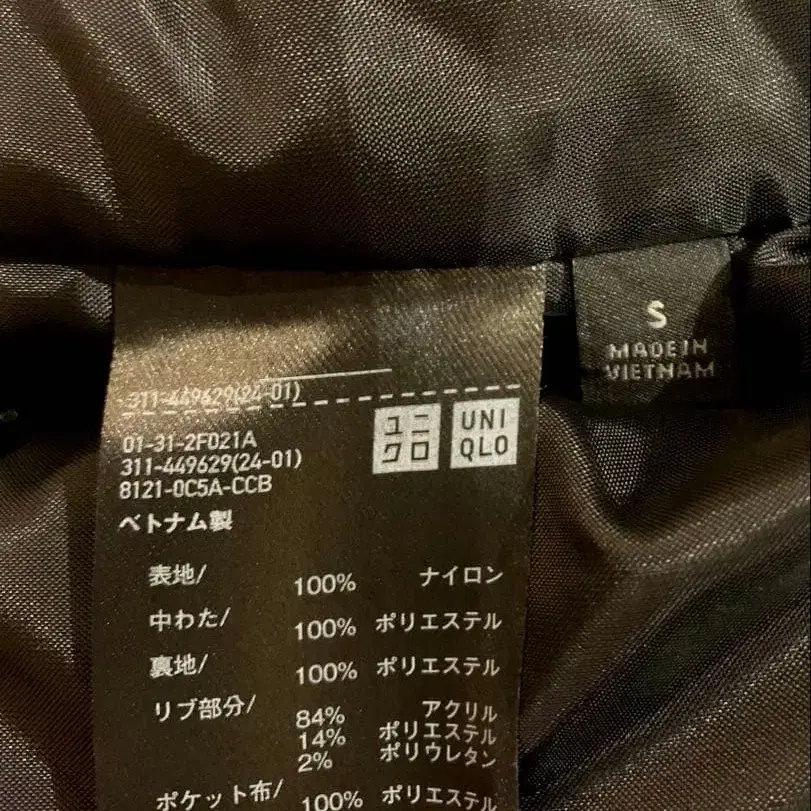 S
MADE IN
VIETNAM
311-449629(24-01)
ユニ
クロ
UNI
QLO
01-31-2F021A
311-449629(24-01)
8121-0C5A-CCB
ベトナム製
表地/ 100% ナイロン
中わた/ 100% ポリエステル
裏地/ 100% ポリエステル
リブ部分/ 84% アクリル
14% ポリエステル
2% ポリウレタン
ポケット布/ 100% ポリエステル